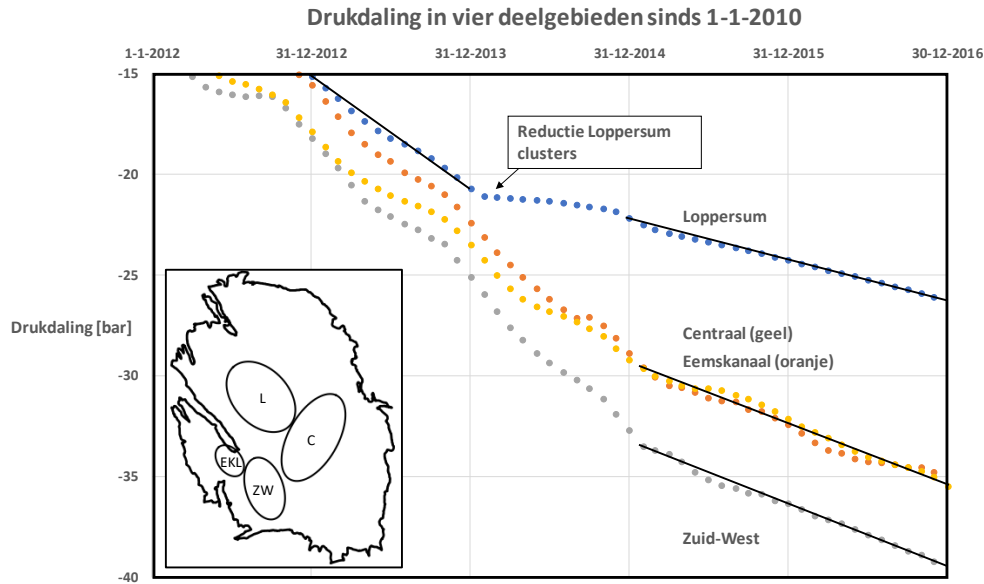 Drukdaling in vier deelgebieden sinds 1-1-2010
1-1-2012 31-12-2012 31-12-2013 31-12-2014 31-12-2015 30-12-2016
-15
Reductie Loppersum
clusters
-20
Loppersum
-25
Drukdaling [bar]
Centraal (geel)
Eemskanaal (oranje)
-30
L
C
EKL
ZW
-35
Zuid-West
-40